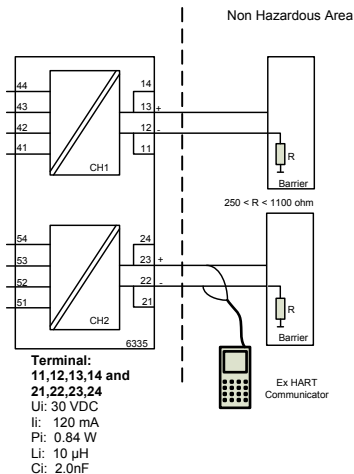 Non Hazardous Area
44
43
42
41
14
13 +
12 -
11
CH1
R
Barrier
250 < R < 1100 ohm
54
53
52
51
24
23 +
22 -
21
CH2
6335
R
Barrier
Ex HART
Communicator
Terminal:
11,12,13,14 and
21,22,23,24
Ui: 30 VDC
Ii: 120 mA
Pi: 0.84 W
Li: 10 µH
Ci: 2.0nF